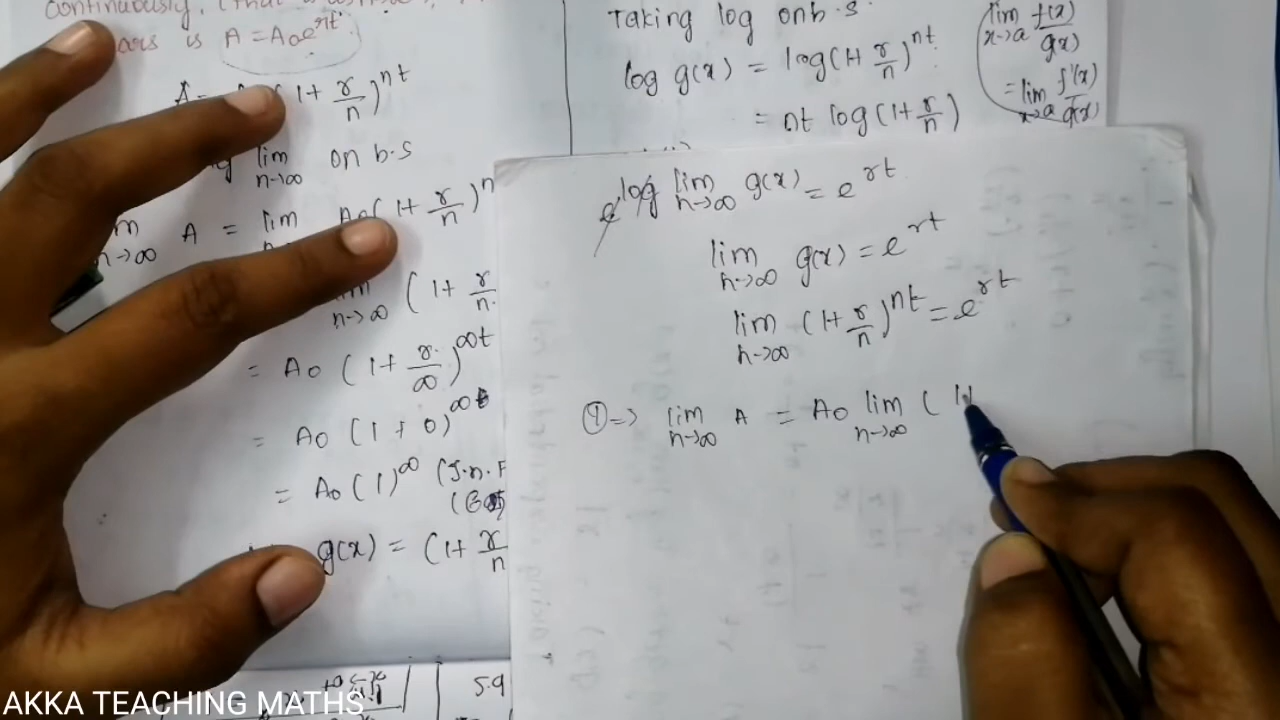 continuously,
is A = A₀e^{rt}.
(1 + r/n)^{nt}
lim n→∞ on b.s
n→∞ A = lim A₀(1 + r/n)^n
n→∞ (1 + r/n
= A₀ (1 + r/∞)^{∞t}
= A₀ (1 + 0)^{∞t}
= A₀ (1)^∞
g(x) = (1 + r/n
5.9
Taking log on b.s.
log g(x) = log(1 + r/n)^{nt}
= nt log(1 + r/n)
lim x→a f(x)/g(x)
= lim x→a f'(x)/g'(x)
e^{log lim n→∞ g(x)} = e^{rt}
lim n→∞ g(x) = e^{rt}
lim n→∞ (1 + r/n)^{nt} = e^{rt}
① ⇒ lim n→∞ A = A₀ lim n→∞ ( 1
AKKA TEACHING MATHS